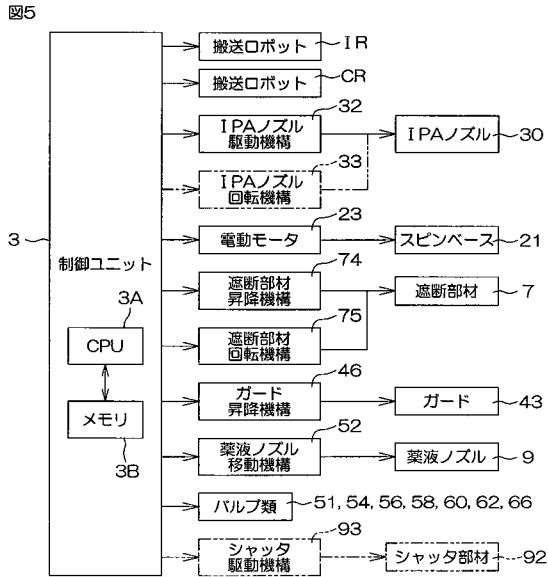 図5
搬送ロボット
IR
搬送ロボット
CR
32
IPAノズル
駆動機構
IPAノズル
30
33
IPAノズル
回転機構
23
電動モータ
スピンベース
21
3
制御ユニット
74
遮断部材
昇降機構
遮断部材
7
3A
CPU
75
遮断部材
回転機構
46
ガード
昇降機構
ガード
43
メモリ
3B
52
薬液ノズル
移動機構
薬液ノズル
9
バルブ類
51, 54, 56, 58, 60, 62, 66
93
シャッタ
駆動機構
シャッタ部材
92